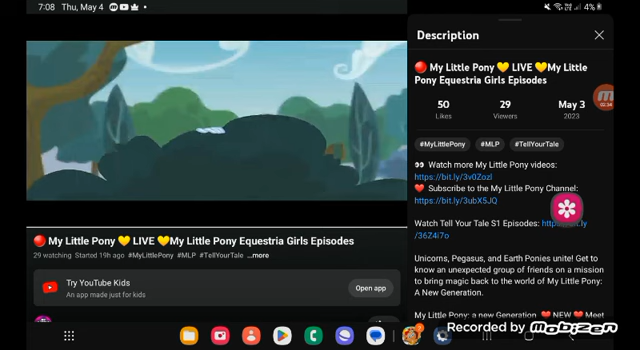 7:08 Thu, May 4
4%
Description
🔴 My Little Pony 💛 LIVE 💛My Little
Pony Equestria Girls Episodes
50 29 May 3
Likes Viewers 2023
#MyLittlePony #MLP #TellYourTale
👀 Watch more My Little Pony videos:
https://bit.ly/3v0Zozl
❤️ Subscribe to the My Little Pony Channel:
https://bit.ly/3ubX5JQ
Watch Tell Your Tale S1 Episodes:
/36Z4i7o
Unicorns, Pegasus, and Earth Ponies unite! Get to
know an unexpected group of friends on a mission
to bring magic back to the world of My Little Pony:
A New Generation.
My Little Pony: a new Generation ❤️ NEW ❤️ Meet
🔴My Little Pony 💛 LIVE 💛My Little Pony Equestria Girls Episodes
29 watching Started 19h ago #MyLittlePony #MLP #TellYourTale ...more
Try YouTube Kids
An app made just for kids
Open app
Recorded by Mobizen